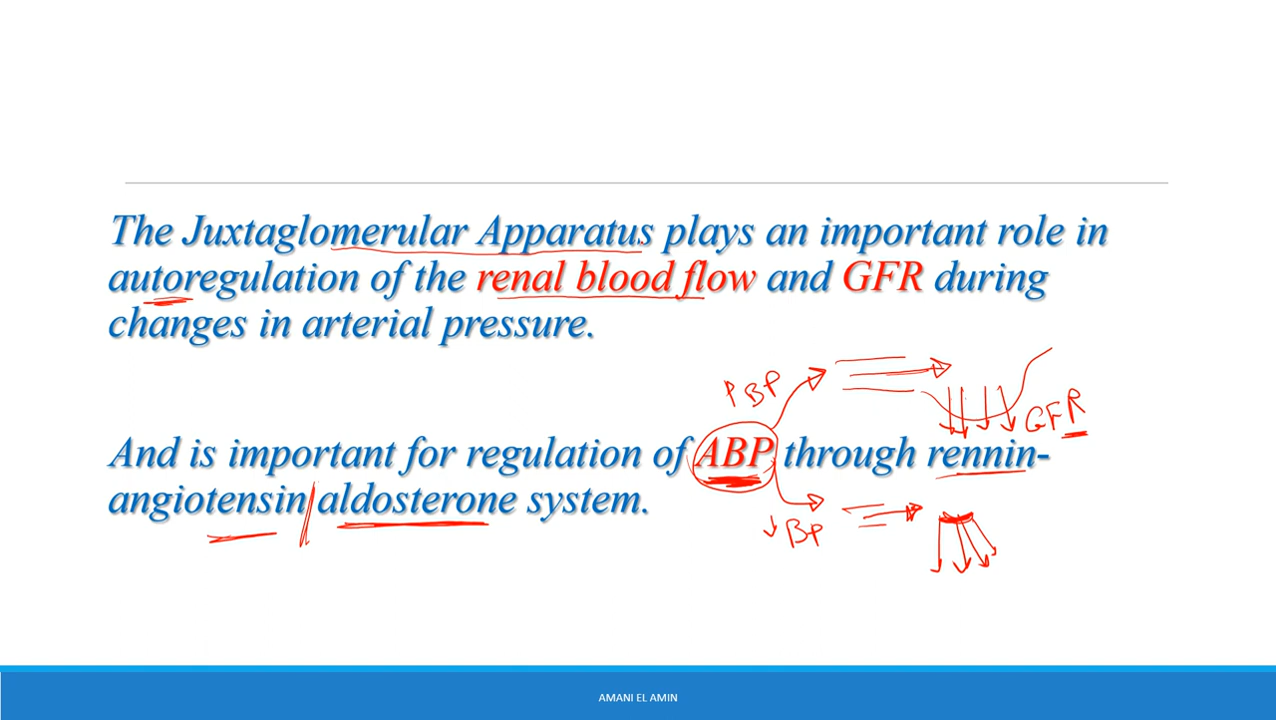 The Juxtaglomerular Apparatus plays an important role in
autoregulation of the renal blood flow and GFR during
changes in arterial pressure.
↑BP
GFR
And is important for regulation of ABP through rennin-
angiotensin/aldosterone system.
↓BP
AMANI EL AMIN